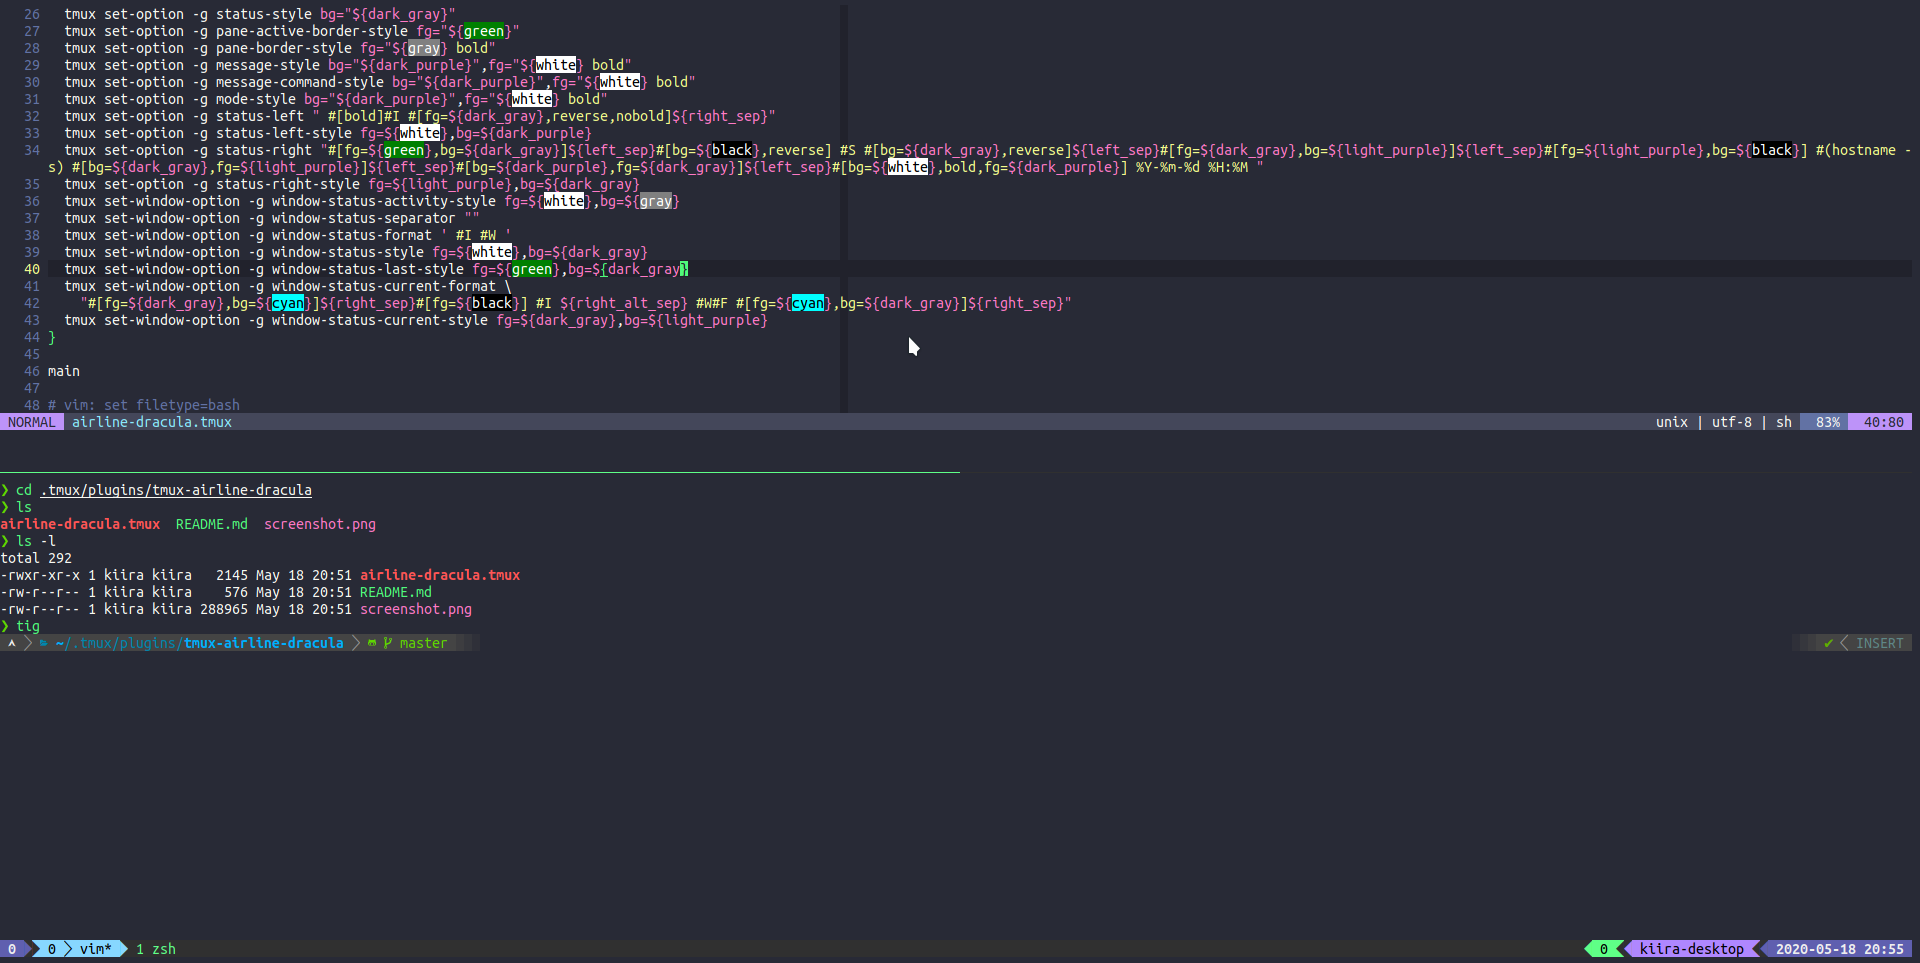 26   tmux set-option -g status-style bg="${dark_gray}"
27   tmux set-option -g pane-active-border-style fg="${green}"
28   tmux set-option -g pane-border-style fg="${gray} bold"
29   tmux set-option -g message-style bg="${dark_purple}",fg="${white} bold"
30   tmux set-option -g message-command-style bg="${dark_purple}",fg="${white} bold"
31   tmux set-option -g mode-style bg="${dark_purple}",fg="${white} bold"
32   tmux set-option -g status-left " #[bold]#I #[fg=${dark_gray},reverse,nobold]${right_sep}"
33   tmux set-option -g status-left-style fg=${white},bg=${dark_purple}
34   tmux set-option -g status-right "#[fg=${green},bg=${dark_gray}]${left_sep}#[bg=${black},reverse] #S #[bg=${dark_gray},reverse]${left_sep}#[fg=${dark_gray},bg=${light_purple}]${left_sep}#[fg=${light_purple},bg=${black}] #(hostname -
s) #[bg=${dark_gray},fg=${light_purple}]${left_sep}#[bg=${dark_purple},fg=${dark_gray}]${left_sep}#[bg=${white},bold,fg=${dark_purple}] %Y-%m-%d %H:%M "
35   tmux set-option -g status-right-style fg=${light_purple},bg=${dark_gray}
36   tmux set-window-option -g window-status-activity-style fg=${white},bg=${gray}
37   tmux set-window-option -g window-status-separator ""
38   tmux set-window-option -g window-status-format ' #I #W '
39   tmux set-window-option -g window-status-style fg=${white},bg=${dark_gray}
40   tmux set-window-option -g window-status-last-style fg=${green},bg=${dark_gray}
41   tmux set-window-option -g window-status-current-format \
42     "#[fg=${dark_gray},bg=${cyan}]${right_sep}#[fg=${black}] #I ${right_alt_sep} #W#F #[fg=${cyan},bg=${dark_gray}]${right_sep}"
43   tmux set-window-option -g window-status-current-style fg=${dark_gray},bg=${light_purple}
44 }
45
46 main
47
48 # vim: set filetype=bash
NORMAL airline-dracula.tmux unix | utf-8 | sh 83% 40:80
❯ cd .tmux/plugins/tmux-airline-dracula
❯ ls
airline-dracula.tmux  README.md  screenshot.png
❯ ls -l
total 292
-rwxr-xr-x 1 kiira kiira   2145 May 18 20:51 airline-dracula.tmux
-rw-r--r-- 1 kiira kiira    576 May 18 20:51 README.md
-rw-r--r-- 1 kiira kiira 288965 May 18 20:51 screenshot.png
❯ tig
~/.tmux/plugins/tmux-airline-dracula master ✔ INSERT
0 0 vim* 1 zsh 0 kiira-desktop 2020-05-18 20:55